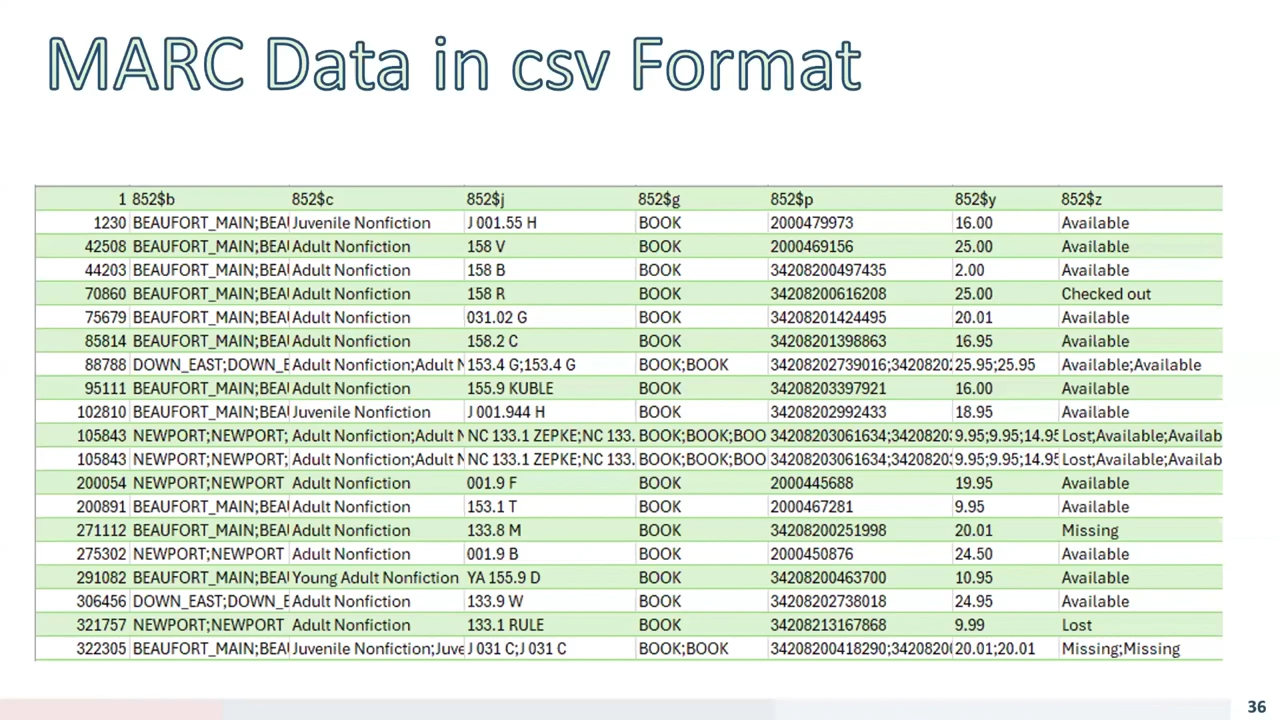 MARC Data in csv Format
1 852$b 852$c 852$j 852$g 852$p 852$y 852$z
1230 BEAUFORT_MAIN;BEAU Juvenile Nonfiction J 001.55 H BOOK 2000479973 16.00 Available
42508 BEAUFORT_MAIN;BEAU Adult Nonfiction 158 V BOOK 2000469156 25.00 Available
44203 BEAUFORT_MAIN;BEAU Adult Nonfiction 158 B BOOK 34208200497435 2.00 Available
70860 BEAUFORT_MAIN;BEAU Adult Nonfiction 158 R BOOK 34208200616208 25.00 Checked out
75679 BEAUFORT_MAIN;BEAU Adult Nonfiction 031.02 G BOOK 34208201424495 20.01 Available
85814 BEAUFORT_MAIN;BEAU Adult Nonfiction 158.2 C BOOK 34208201398863 16.95 Available
88788 DOWN_EAST;DOWN_E Adult Nonfiction;Adult N 153.4 G;153.4 G BOOK;BOOK 34208202739016;3420820 25.95;25.95 Available;Available
95111 BEAUFORT_MAIN;BEAU Adult Nonfiction 155.9 KUBLE BOOK 34208203397921 16.00 Available
102810 BEAUFORT_MAIN;BEAU Juvenile Nonfiction J 001.944 H BOOK 34208202992433 18.95 Available
105843 NEWPORT;NEWPORT; Adult Nonfiction;Adult N NC 133.1 ZEPKE;NC 133. BOOK;BOOK;BOO 34208203061634;3420820 9.95;9.95;14.95 Lost;Available;Availab
105843 NEWPORT;NEWPORT; Adult Nonfiction;Adult N NC 133.1 ZEPKE;NC 133. BOOK;BOOK;BOO 34208203061634;3420820 9.95;9.95;14.95 Lost;Available;Availab
200054 NEWPORT;NEWPORT Adult Nonfiction 001.9 F BOOK 2000445688 19.95 Available
200891 BEAUFORT_MAIN;BEAU Adult Nonfiction 153.1 T BOOK 2000467281 9.95 Available
271112 BEAUFORT_MAIN;BEAU Adult Nonfiction 133.8 M BOOK 34208200251998 20.01 Missing
275302 NEWPORT;NEWPORT Adult Nonfiction 001.9 B BOOK 2000450876 24.50 Available
291082 BEAUFORT_MAIN;BEAU Young Adult Nonfiction YA 155.9 D BOOK 34208200463700 10.95 Available
306456 DOWN_EAST;DOWN_E Adult Nonfiction 133.9 W BOOK 34208202738018 24.95 Available
321757 NEWPORT;NEWPORT Adult Nonfiction 133.1 RULE BOOK 34208213167868 9.99 Lost
322305 BEAUFORT_MAIN;BEAU Juvenile Nonfiction;Juve J 031 C;J 031 C BOOK;BOOK 34208200418290;3420820 20.01;20.01 Missing;Missing
36